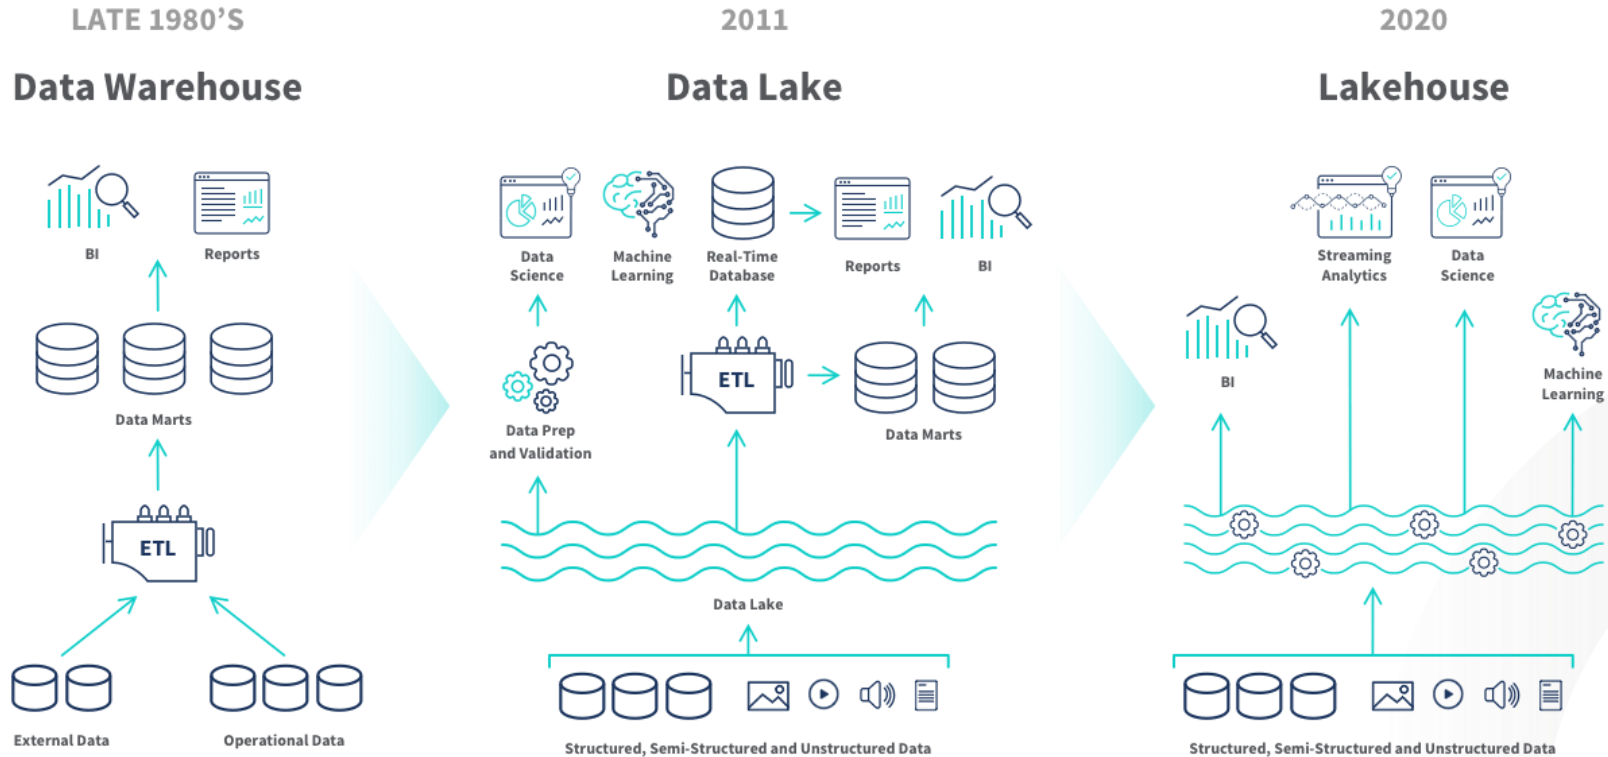 LATE 1980'S
Data Warehouse
BI
Reports
Data Marts
ETL
External Data
Operational Data
2011
Data Lake
Data
Science
Machine
Learning
Real-Time
Database
Reports
BI
Data Prep
and Validation
ETL
Data Marts
Data Lake
Structured, Semi-Structured and Unstructured Data
2020
Lakehouse
Streaming
Analytics
Data
Science
BI
Machine
Learning
Structured, Semi-Structured and Unstructured Data